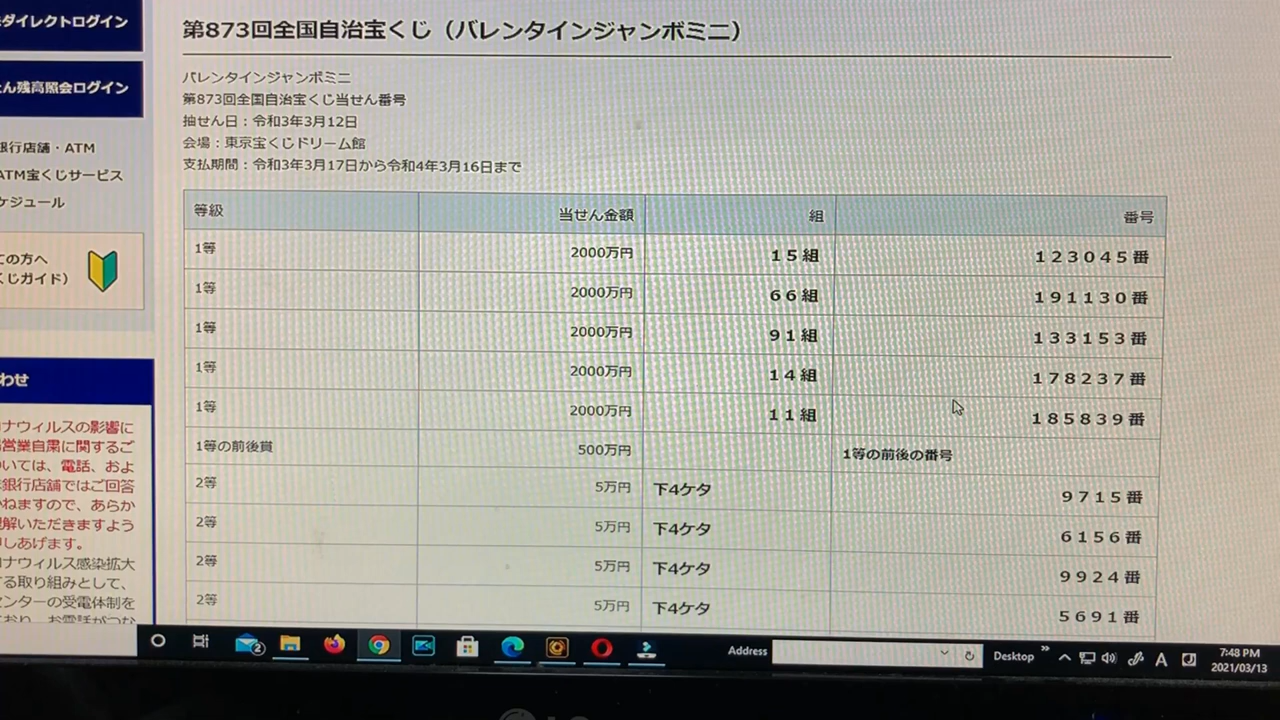 ダイレクトログイン
ん残高照会ログイン
銀行店舗・ATM
ATM宝くじサービス
ケジュール
ての方へ
くじガイド）
わせ
ナウィルスの影響に
営業自粛に関するご
いては、電話、およ
銀行店舗ではご回答
ねますので、あらか
解いただきますよう
しあげます。
ナウィルス感染拡大
る取り組みとして、
センターの受電体制を
おり、お電話がつな
第873回全国自治宝くじ（バレンタインジャンボミニ）
バレンタインジャンボミニ
第873回全国自治宝くじ当せん番号
抽せん日：令和3年3月12日
会場：東京宝くじドリーム館
支払期間：令和3年3月17日から令和4年3月16日まで
等級 当せん金額 組 番号
1等 2000万円 15組 123045番
1等 2000万円 66組 191130番
1等 2000万円 91組 133153番
1等 2000万円 14組 178237番
1等 2000万円 11組 185839番
1等の前後賞 500万円 1等の前後の番号
2等 5万円 下4ケタ 9715番
2等 5万円 下4ケタ 6156番
2等 5万円 下4ケタ 9924番
2等 5万円 下4ケタ 5691番
2
Address
Desktop
A
7:48 PM
2021/03/13